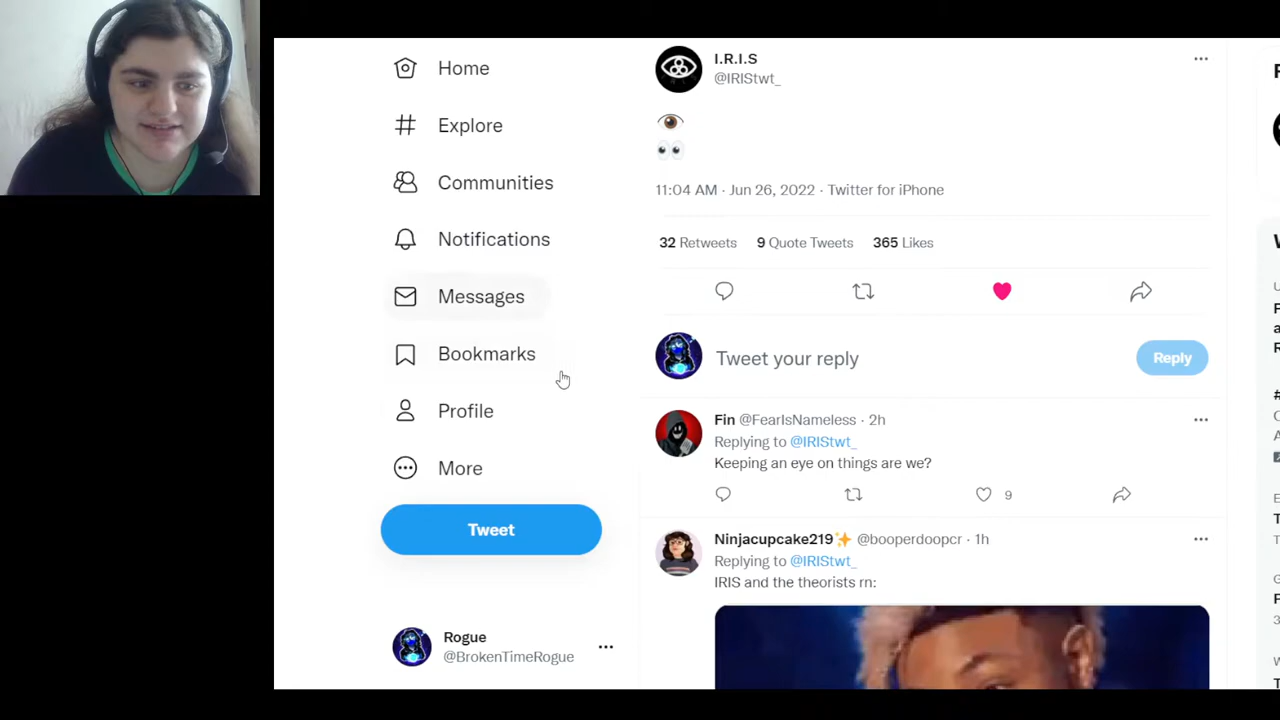 Home
Explore
Communities
Notifications
Messages
Bookmarks
Profile
More
Tweet
Rogue
@BrokenTimeRogue
I.R.I.S
@IRIStwt_
11:04 AM · Jun 26, 2022 · Twitter for iPhone
32 Retweets 9 Quote Tweets 365 Likes
Tweet your reply
Reply
Fin @FearIsNameless · 2h
Replying to @IRIStwt_
Keeping an eye on things are we?
9
Ninjacupcake219✨ @booperdoopcr · 1h
Replying to @IRIStwt_
IRIS and the theorists rn: